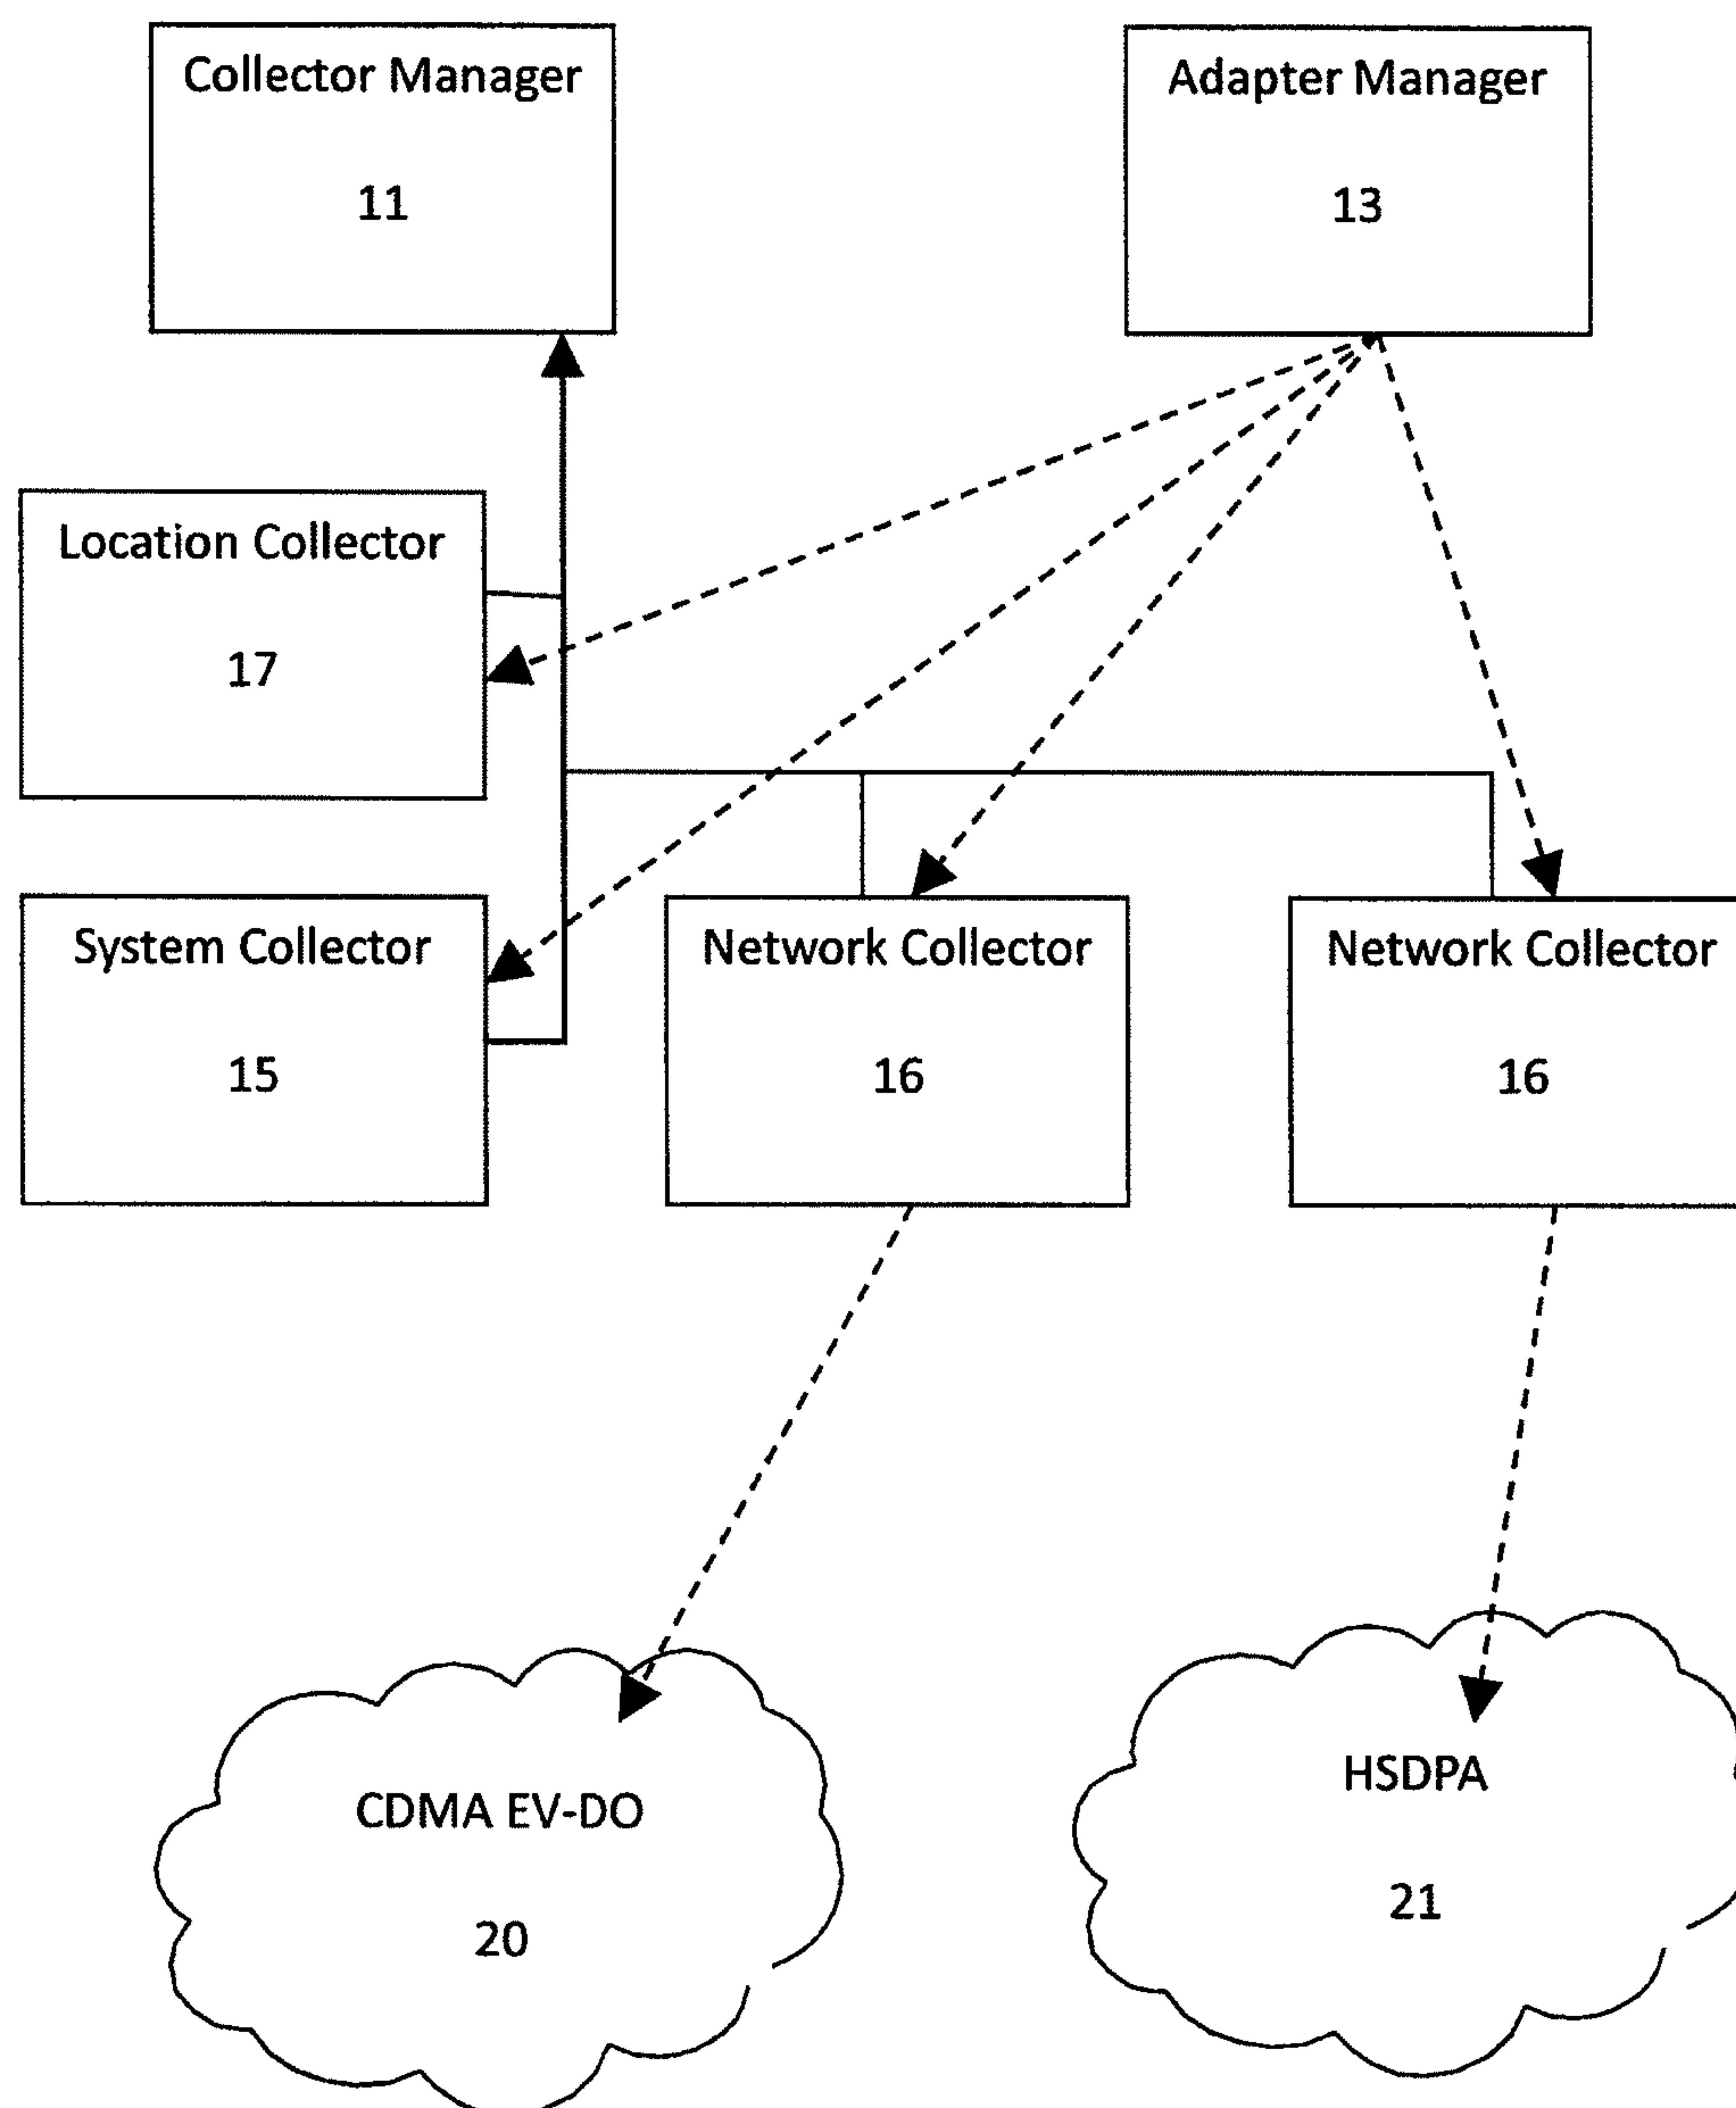 Collector Manager
11
Adapter Manager
13
Location Collector
17
System Collector
15
Network Collector
16
Network Collector
16
CDMA EV-DO
20
HSDPA
21